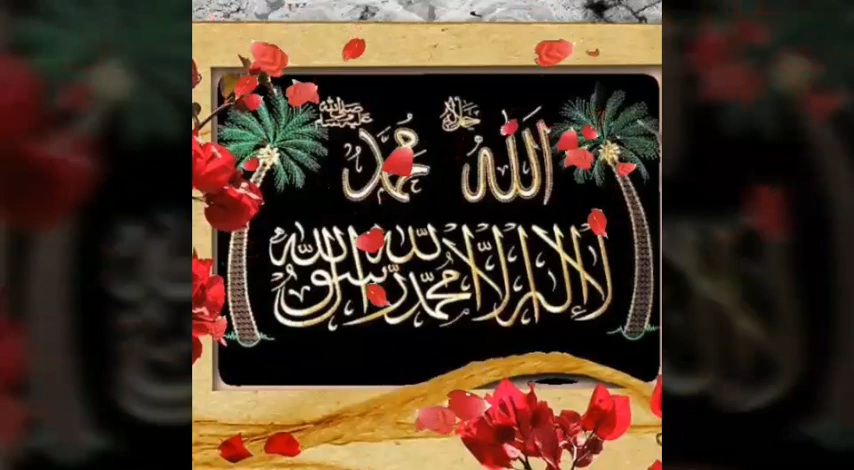 الله جل جلاله محمد صلى الله عليه وسلم
لا إله إلا الله محمد رسول الله